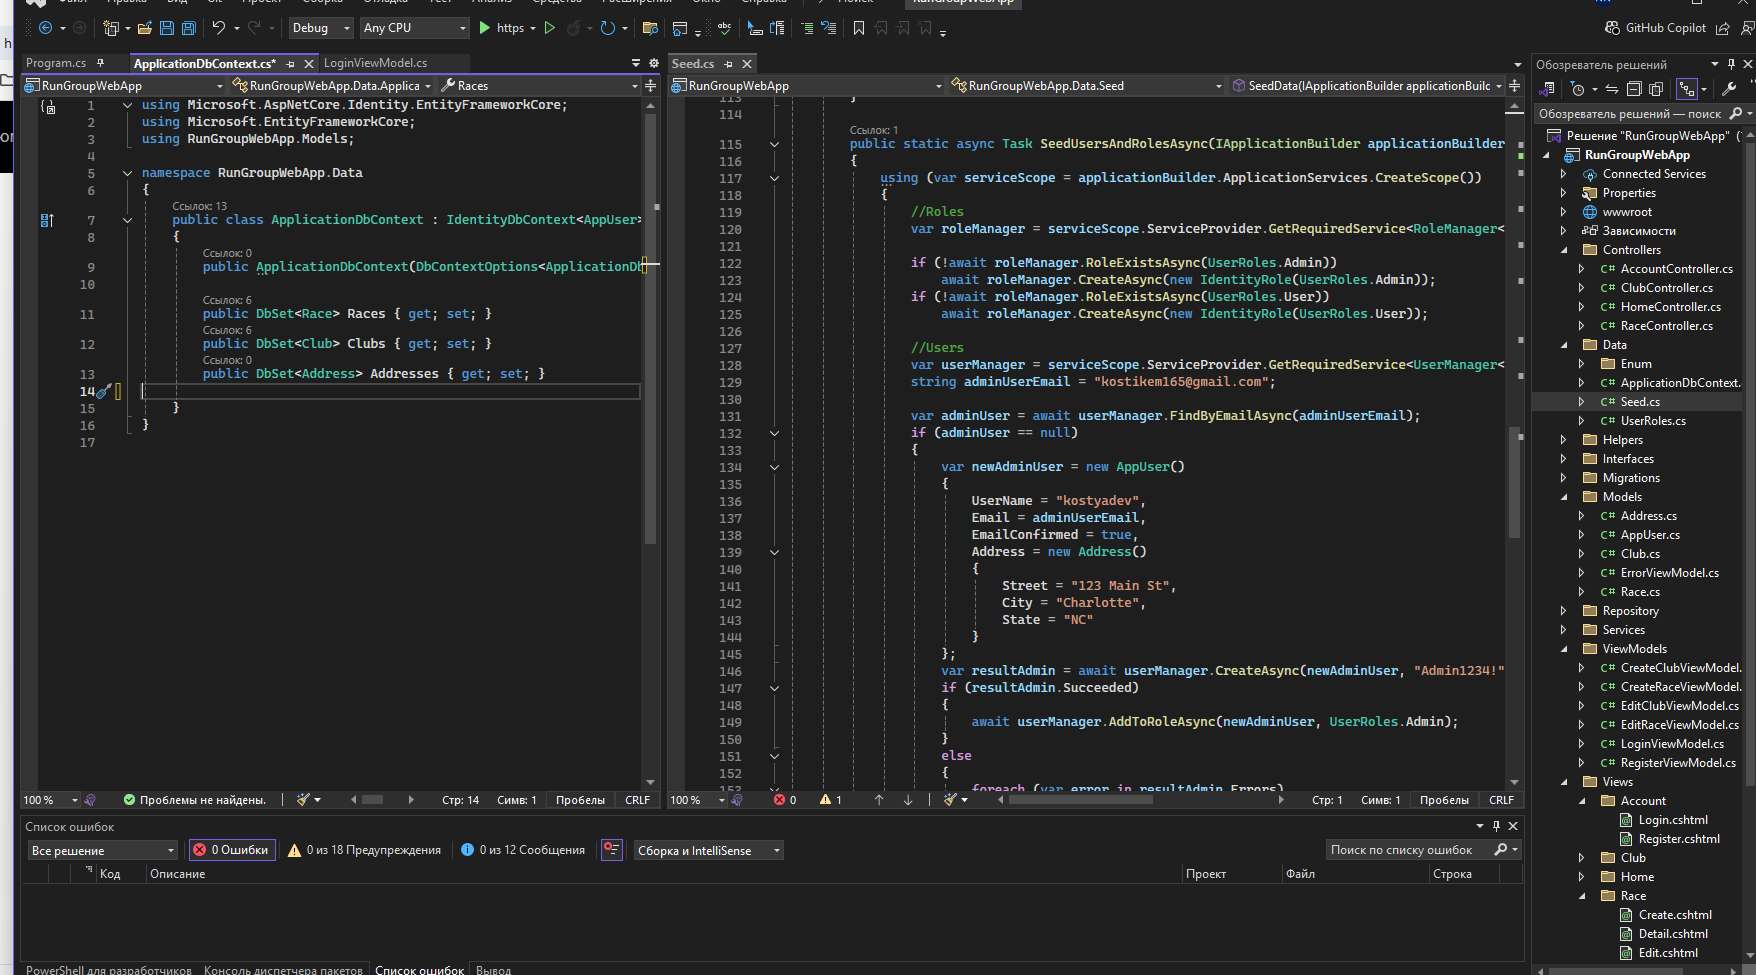 RunGroupWebApp
Debug Any CPU https GitHub Copilot
Program.cs ApplicationDbContext.cs* LoginViewModel.cs
RunGroupWebApp RunGroupWebApp.Data.Applica Races
1 using Microsoft.AspNetCore.Identity.EntityFrameworkCore;
2 using Microsoft.EntityFrameworkCore;
3 using RunGroupWebApp.Models;
4
5 namespace RunGroupWebApp.Data
6 {
Ссылок: 13
7 public class ApplicationDbContext : IdentityDbContext<AppUser>
8 {
Ссылок: 0
9 public ApplicationDbContext(DbContextOptions<ApplicationDb
10
Ссылок: 6
11 public DbSet<Race> Races { get; set; }
Ссылок: 6
12 public DbSet<Club> Clubs { get; set; }
Ссылок: 0
13 public DbSet<Address> Addresses { get; set; }
14
15 }
16 }
17
100 % Проблемы не найдены. Стр: 14 Симв: 1 Пробелы CRLF
Seed.cs
RunGroupWebApp RunGroupWebApp.Data.Seed SeedData(IApplicationBuilder applicationBuilc
113 }
114
Ссылок: 1
115 public static async Task SeedUsersAndRolesAsync(IApplicationBuilder applicationBuilder
116 {
117 using (var serviceScope = applicationBuilder.ApplicationServices.CreateScope())
118 {
119 //Roles
120 var roleManager = serviceScope.ServiceProvider.GetRequiredService<RoleManager<
121
122 if (!await roleManager.RoleExistsAsync(UserRoles.Admin))
123 await roleManager.CreateAsync(new IdentityRole(UserRoles.Admin));
124 if (!await roleManager.RoleExistsAsync(UserRoles.User))
125 await roleManager.CreateAsync(new IdentityRole(UserRoles.User));
126
127 //Users
128 var userManager = serviceScope.ServiceProvider.GetRequiredService<UserManager<
129 string adminUserEmail = "kostikem165@gmail.com";
130
131 var adminUser = await userManager.FindByEmailAsync(adminUserEmail);
132 if (adminUser == null)
133 {
134 var newAdminUser = new AppUser()
135 {
136 UserName = "kostyadev",
137 Email = adminUserEmail,
138 EmailConfirmed = true,
139 Address = new Address()
140 {
141 Street = "123 Main St",
142 City = "Charlotte",
143 State = "NC"
144 }
145 };
146 var resultAdmin = await userManager.CreateAsync(newAdminUser, "Admin1234!"
147 if (resultAdmin.Succeeded)
148 {
149 await userManager.AddToRoleAsync(newAdminUser, UserRoles.Admin);
150 }
151 else
152 {
153 foreach (var error in resultAdmin.Errors)
100 % 0 1 Стр: 1 Симв: 1 Пробелы CRLF
Обозреватель решений
Обозреватель решений — поиск
Решение "RunGroupWebApp"
RunGroupWebApp
Connected Services
Properties
wwwroot
Зависимости
Controllers
C# AccountController.cs
C# ClubController.cs
C# HomeController.cs
C# RaceController.cs
Data
Enum
C# ApplicationDbContext.
C# Seed.cs
C# UserRoles.cs
Helpers
Interfaces
Migrations
Models
C# Address.cs
C# AppUser.cs
C# Club.cs
C# ErrorViewModel.cs
C# Race.cs
Repository
Services
ViewModels
C# CreateClubViewModel.
C# CreateRaceViewModel.
C# EditClubViewModel.cs
C# EditRaceViewModel.cs
C# LoginViewModel.cs
C# RegisterViewModel.cs
Views
Account
Login.cshtml
Register.cshtml
Club
Home
Race
Create.cshtml
Detail.cshtml
Edit.cshtml
Список ошибок
Все решение 0 Ошибки 0 из 18 Предупреждения 0 из 12 Сообщения Сборка и IntelliSense Поиск по списку ошибок
Код Описание Проект Файл Строка
PowerShell для разработчиков Консоль диспетчера пакетов Список ошибок Вывод